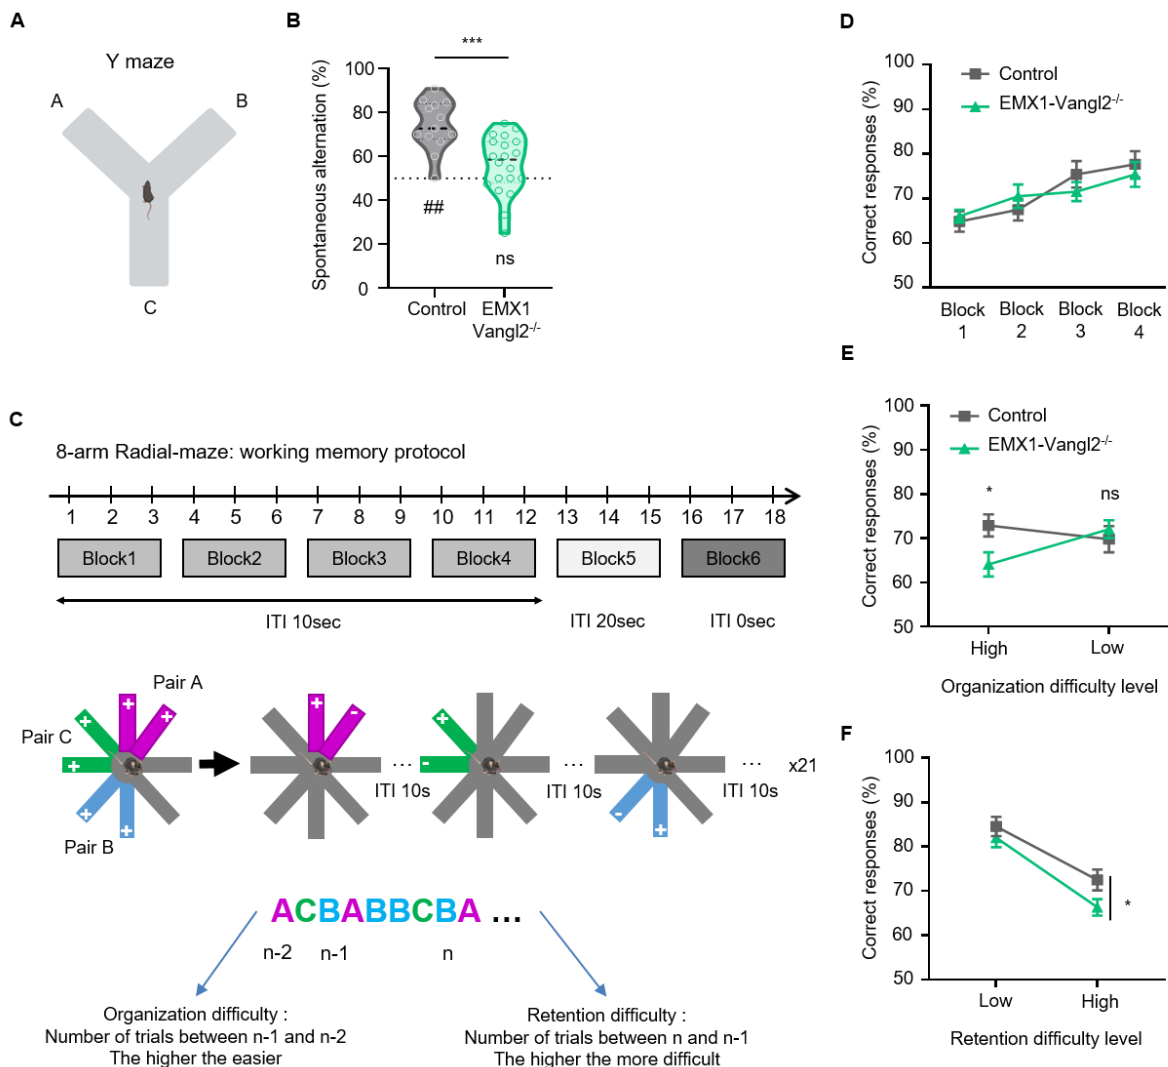 A
Y maze
A
B
C
B
***
Spontaneous alternation (%)
100
80
60
40
20
0
##
ns
Control
EMX1
Vangl2-/-
C
8-arm Radial-maze: working memory protocol
1 2 3 4 5 6 7 8 9 10 11 12 13 14 15 16 17 18
Block1 Block2 Block3 Block4 Block5 Block6
ITI 10sec ITI 20sec ITI 0sec
Pair A
Pair C
Pair B
+ + + + + +
+ -
... ITI 10s
+ -
... ITI 10s
- +
... ITI 10s
x21
ACBABBCBA ...
n-2 n-1 n
Organization difficulty :
Number of trials between n-1 and n-2
The higher the easier
Retention difficulty :
Number of trials between n and n-1
The higher the more difficult
D
Correct responses (%)
100
90
80
70
60
50
Control
EMX1-Vangl2-/-
Block 1
Block 2
Block 3
Block 4
E
Correct responses (%)
100
90
80
70
60
50
Control
EMX1-Vangl2-/-
*
ns
High Low
Organization difficulty level
F
Correct responses (%)
100
90
80
70
60
50
*
Low High
Retention difficulty level